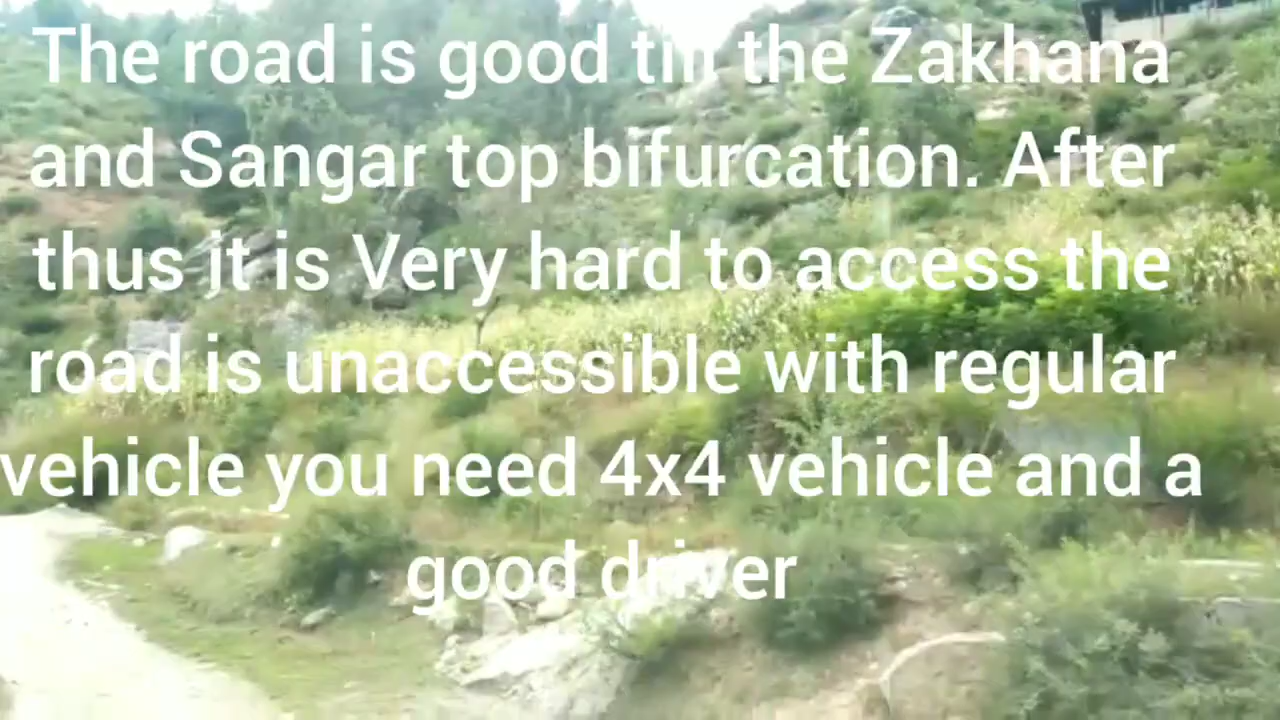 The road is good till the Zakhana
and Sangar top bifurcation. After
thus it is Very hard to access the
road is unaccessible with regular
vehicle you need 4x4 vehicle and a
good driver